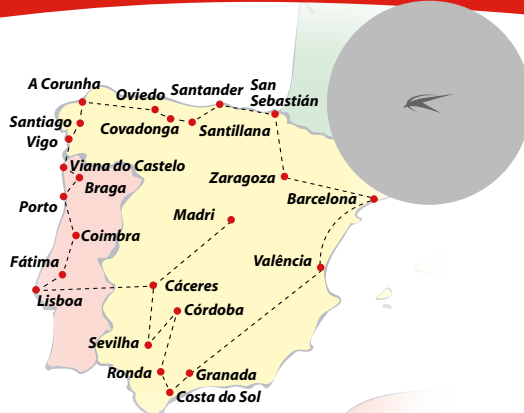 A Corunha
Oviedo
Santander
San
Sebastián
Santiago
Covadonga
Santillana
Vigo
Viana do Castelo
Braga
Zaragoza
Barcelona
Porto
Madri
Coimbra
Fátima
Valência
Lisboa
Cáceres
Córdoba
Sevilha
Ronda
Granada
Costa do Sol